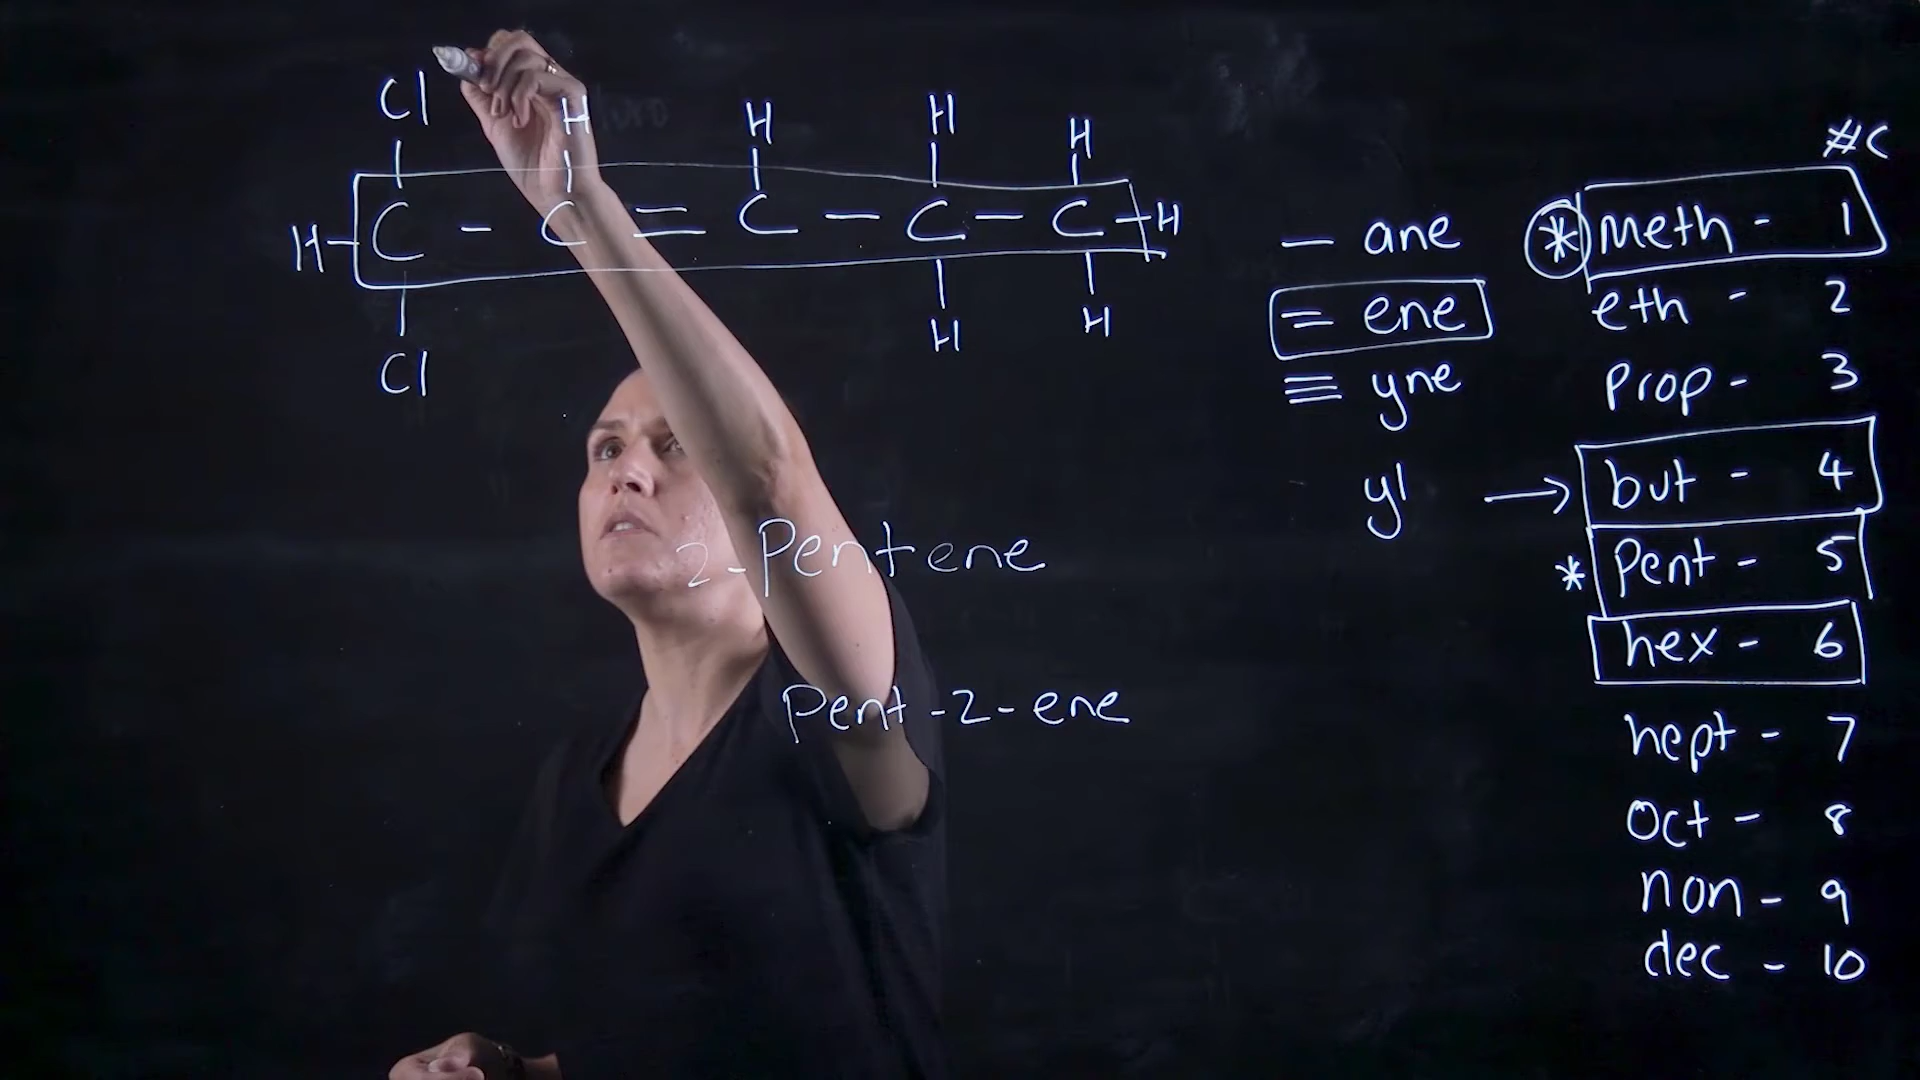 Cl H H H H
H - C - C = C - C - C - H
Cl H H
2-Pentene
Pent-2-ene
— ane
= ene
≡ yne
yl
#C
* Meth - 1
eth - 2
prop - 3
→ but - 4
* Pent - 5
hex - 6
hept - 7
Oct - 8
non - 9
dec - 10